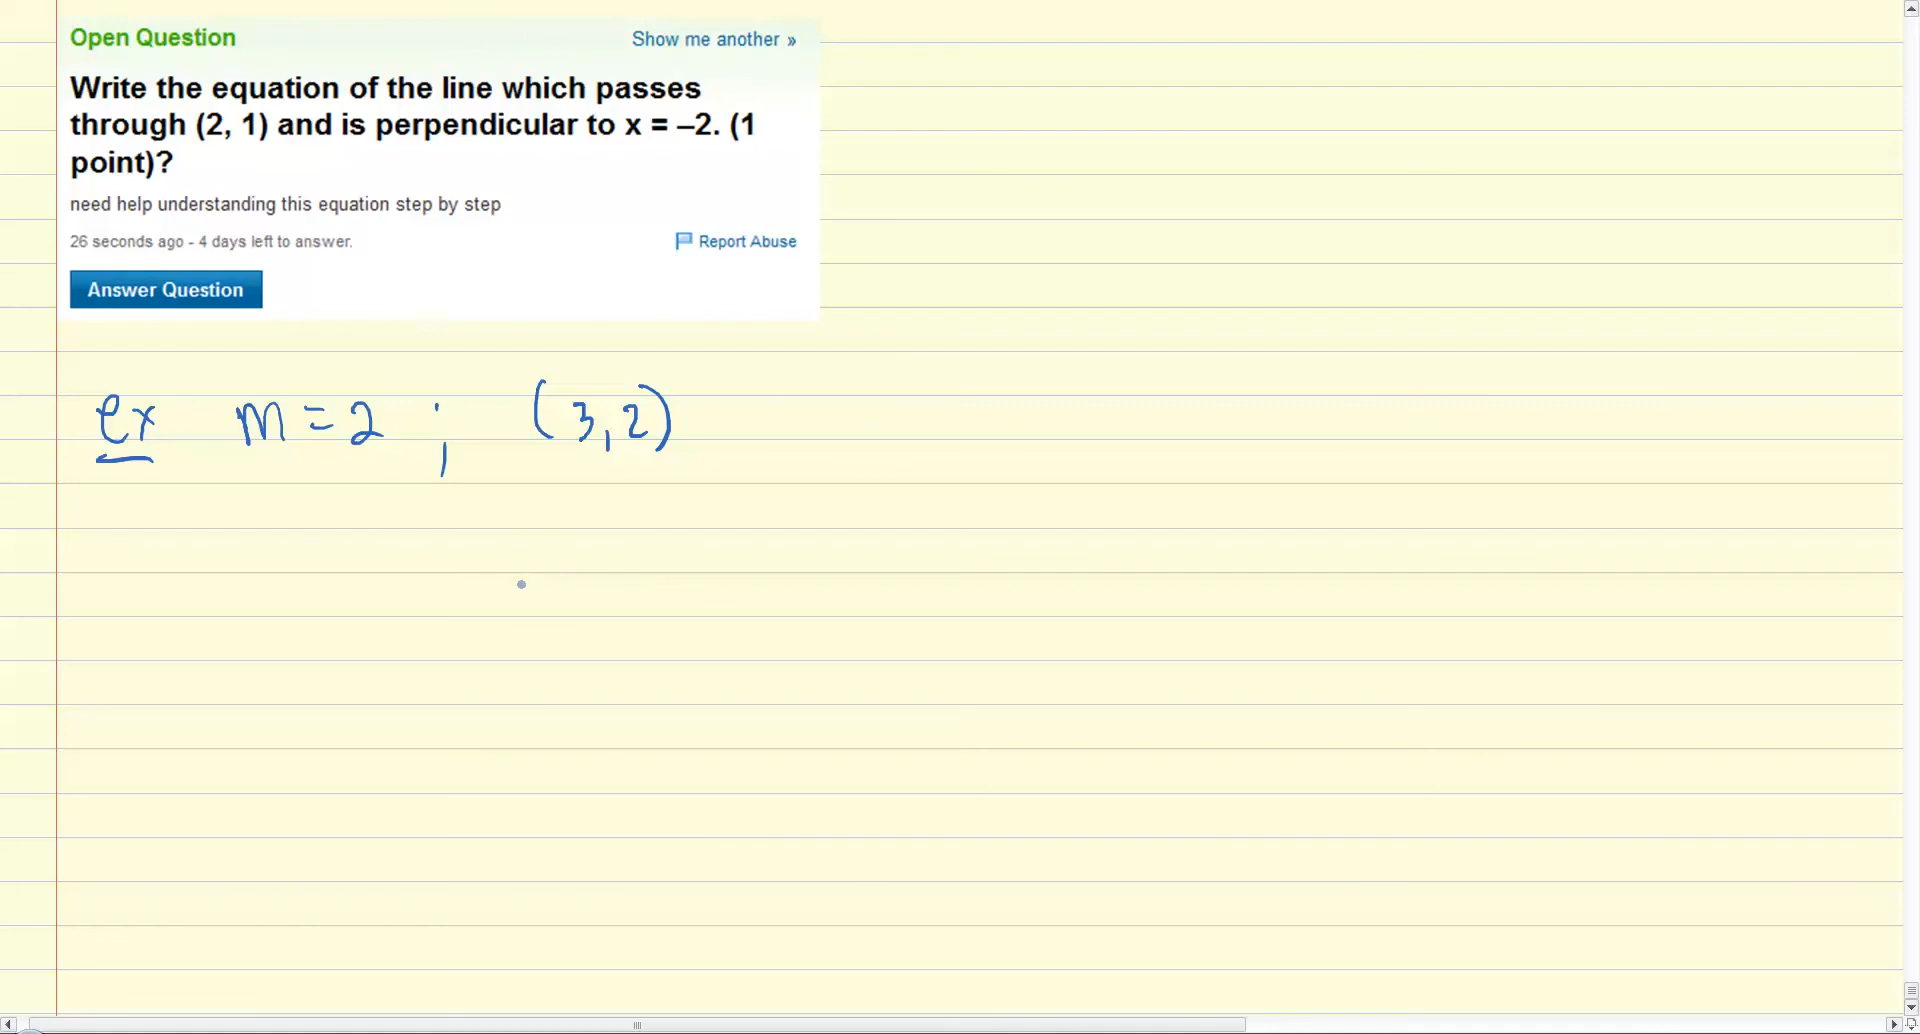 Open Question
Show me another »
Write the equation of the line which passes
through (2, 1) and is perpendicular to x = –2. (1
point)?
need help understanding this equation step by step
26 seconds ago - 4 days left to answer.
Report Abuse
Answer Question
ex m = 2 ; (3,2)